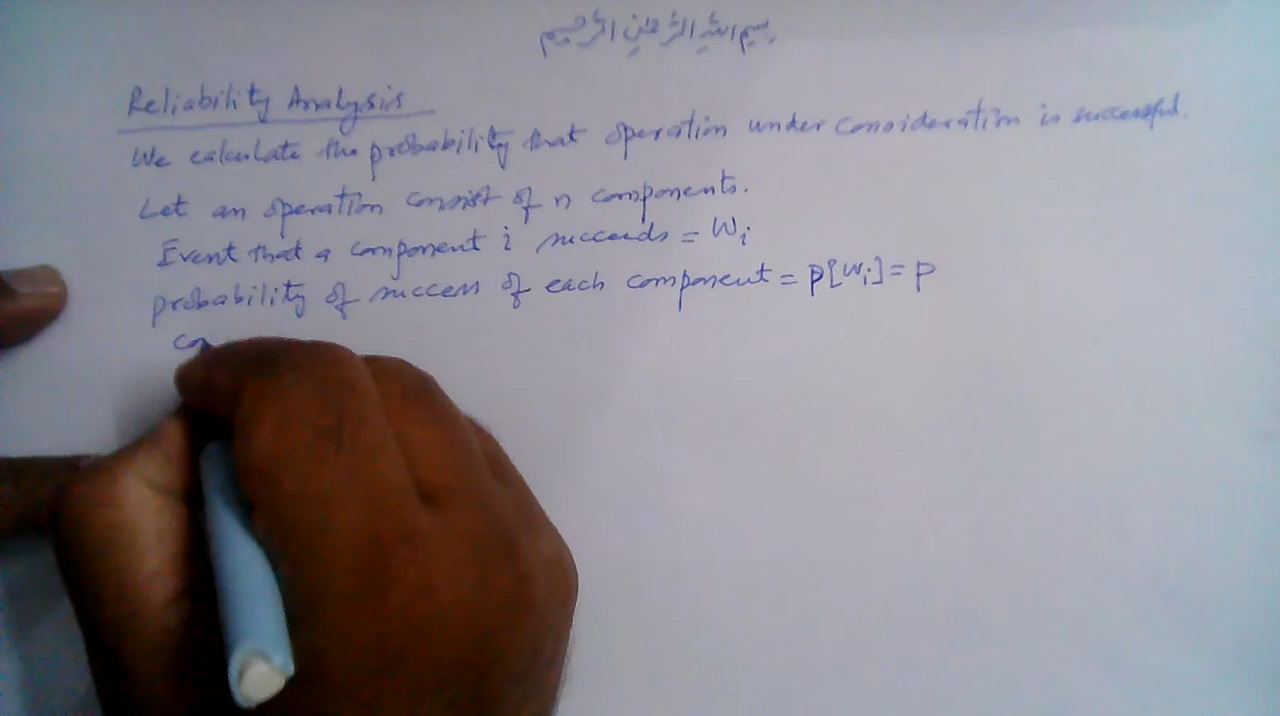 بسم الله الرحمن الرحيم
Reliability Analysis
We calculate the probability that operation under consideration is successful.
Let an operation consist of n components.
Event that a component i succeeds = Wi
probability of success of each component = P[Wi] = P